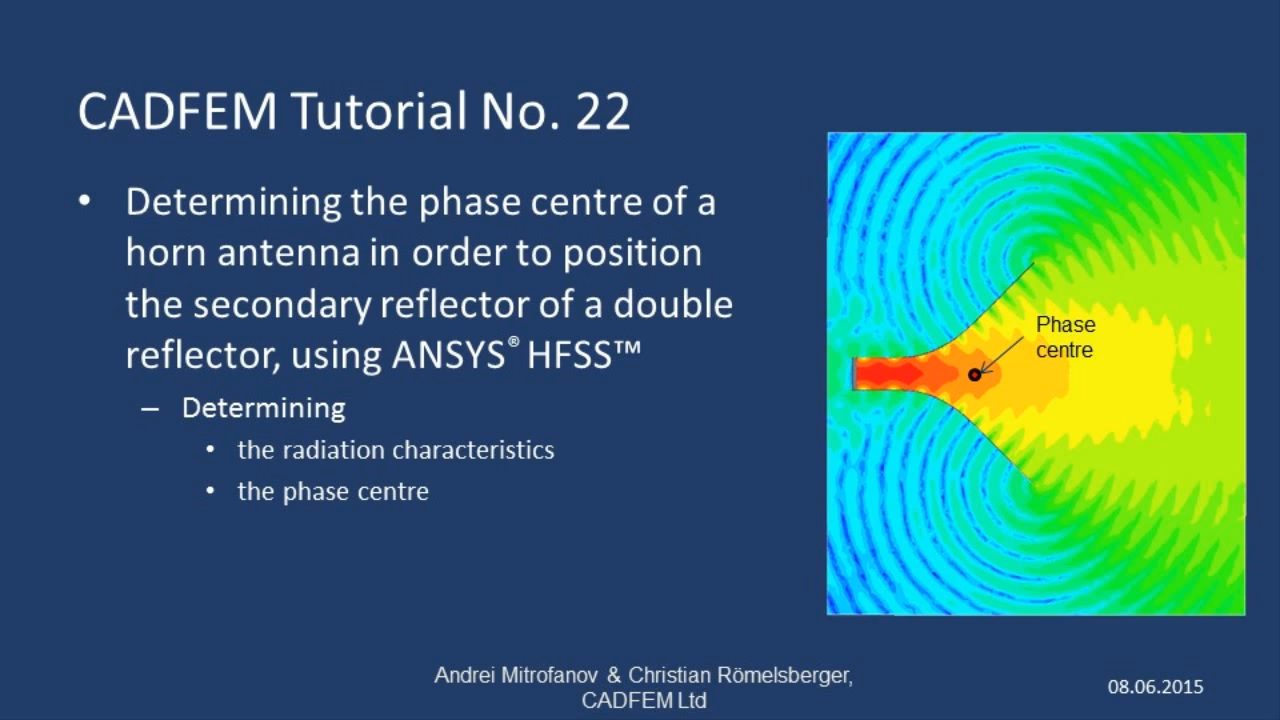 CADFEM Tutorial No. 22
• Determining the phase centre of a
horn antenna in order to position
the secondary reflector of a double
reflector, using ANSYS® HFSS™
– Determining
• the radiation characteristics
• the phase centre
Phase
centre
Andrei Mitrofanov & Christian Römelsberger,
CADFEM Ltd
08.06.2015